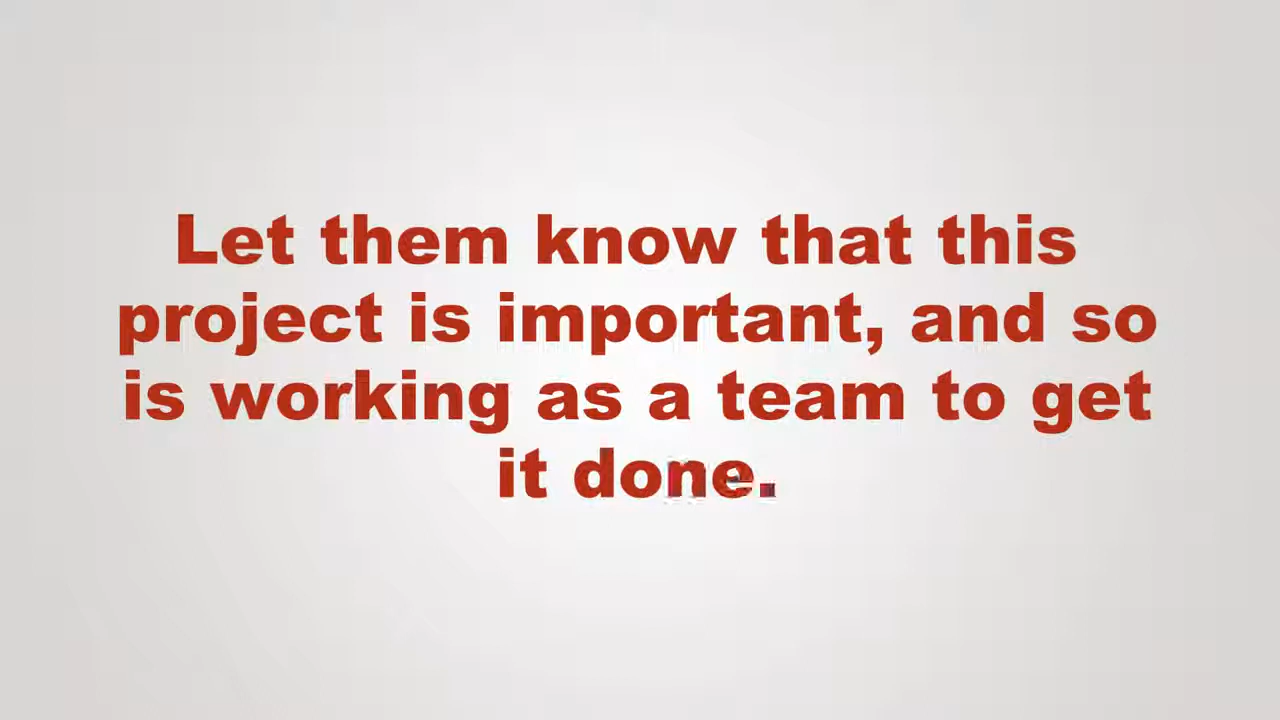 Let them know that this
project is important, and so
is working as a team to get
it done.